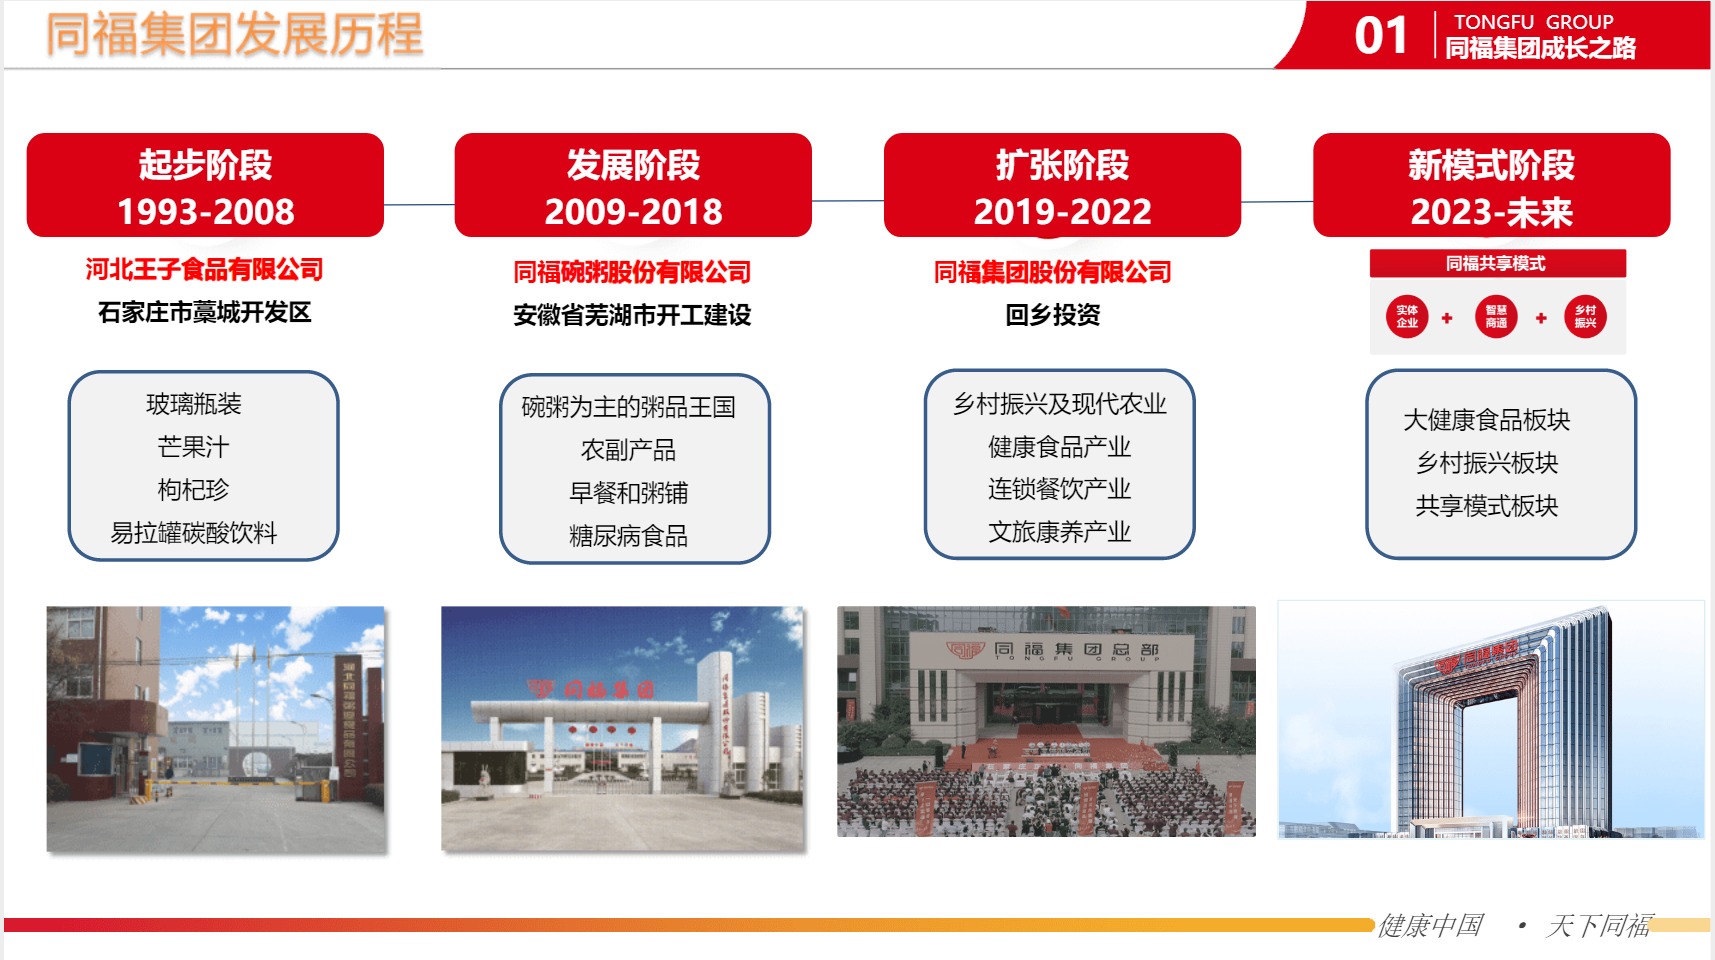 同福集团发展历程
01
TONGFU GROUP
同福集团成长之路
起步阶段
1993-2008
河北王子食品有限公司
石家庄市藁城开发区
玻璃瓶装
芒果汁
枸杞珍
易拉罐碳酸饮料
发展阶段
2009-2018
同福碗粥股份有限公司
安徽省芜湖市开工建设
碗粥为主的粥品王国
农副产品
早餐和粥铺
糖尿病食品
扩张阶段
2019-2022
同福集团股份有限公司
回乡投资
乡村振兴及现代农业
健康食品产业
连锁餐饮产业
文旅康养产业
新模式阶段
2023-未来
同福共享模式
实体
企业
+
智慧
商通
+
乡村
振兴
大健康食品板块
乡村振兴板块
共享模式板块
同福集团
同福集团总部
TONGFU GROUP
同福集团
健康中国 · 天下同福